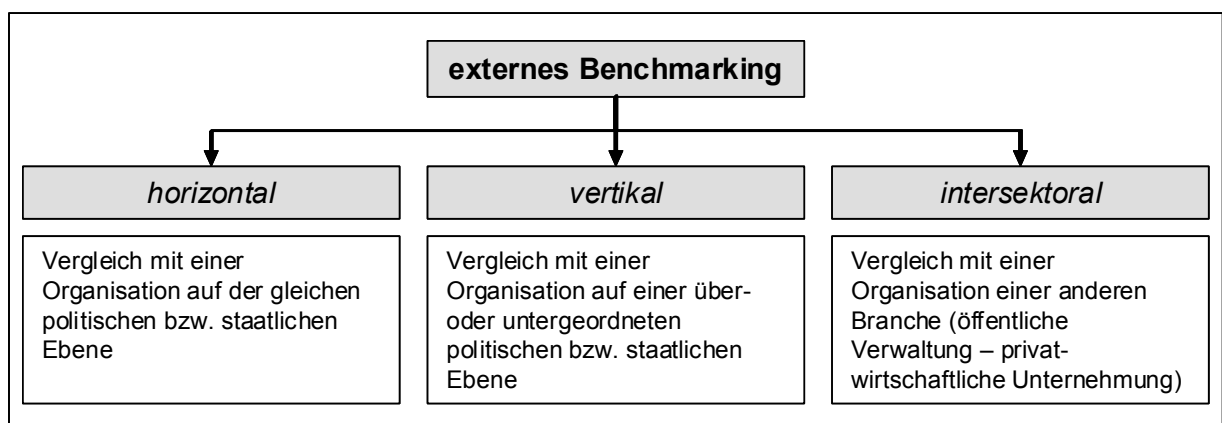 externes Benchmarking
horizontal
Vergleich mit einer
Organisation auf der gleichen
politischen bzw. staatlichen
Ebene
vertikal
Vergleich mit einer
Organisation auf einer über-
oder untergeordneten
politischen bzw. staatlichen
Ebene
intersektoral
Vergleich mit einer
Organisation einer anderen
Branche (öffentliche
Verwaltung – privat-
wirtschaftliche Unternehmung)